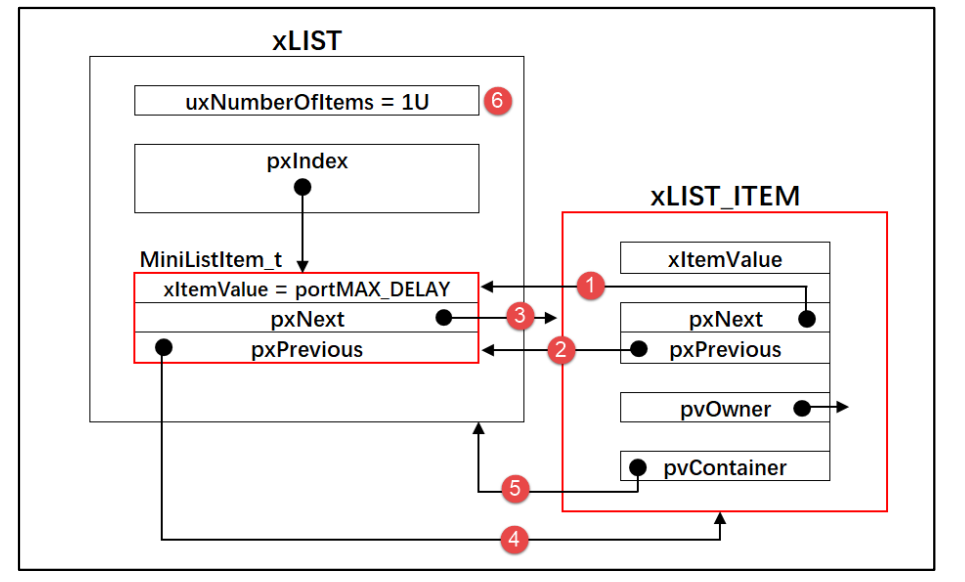 xLIST
uxNumberOfItems = 1U
6
pxIndex
xLIST_ITEM
MiniListItem_t
xItemValue
xItemValue = portMAX_DELAY
1
pxNext
3
pxNext
pxPrevious
2
pxPrevious
pvOwner
pvContainer
5
4